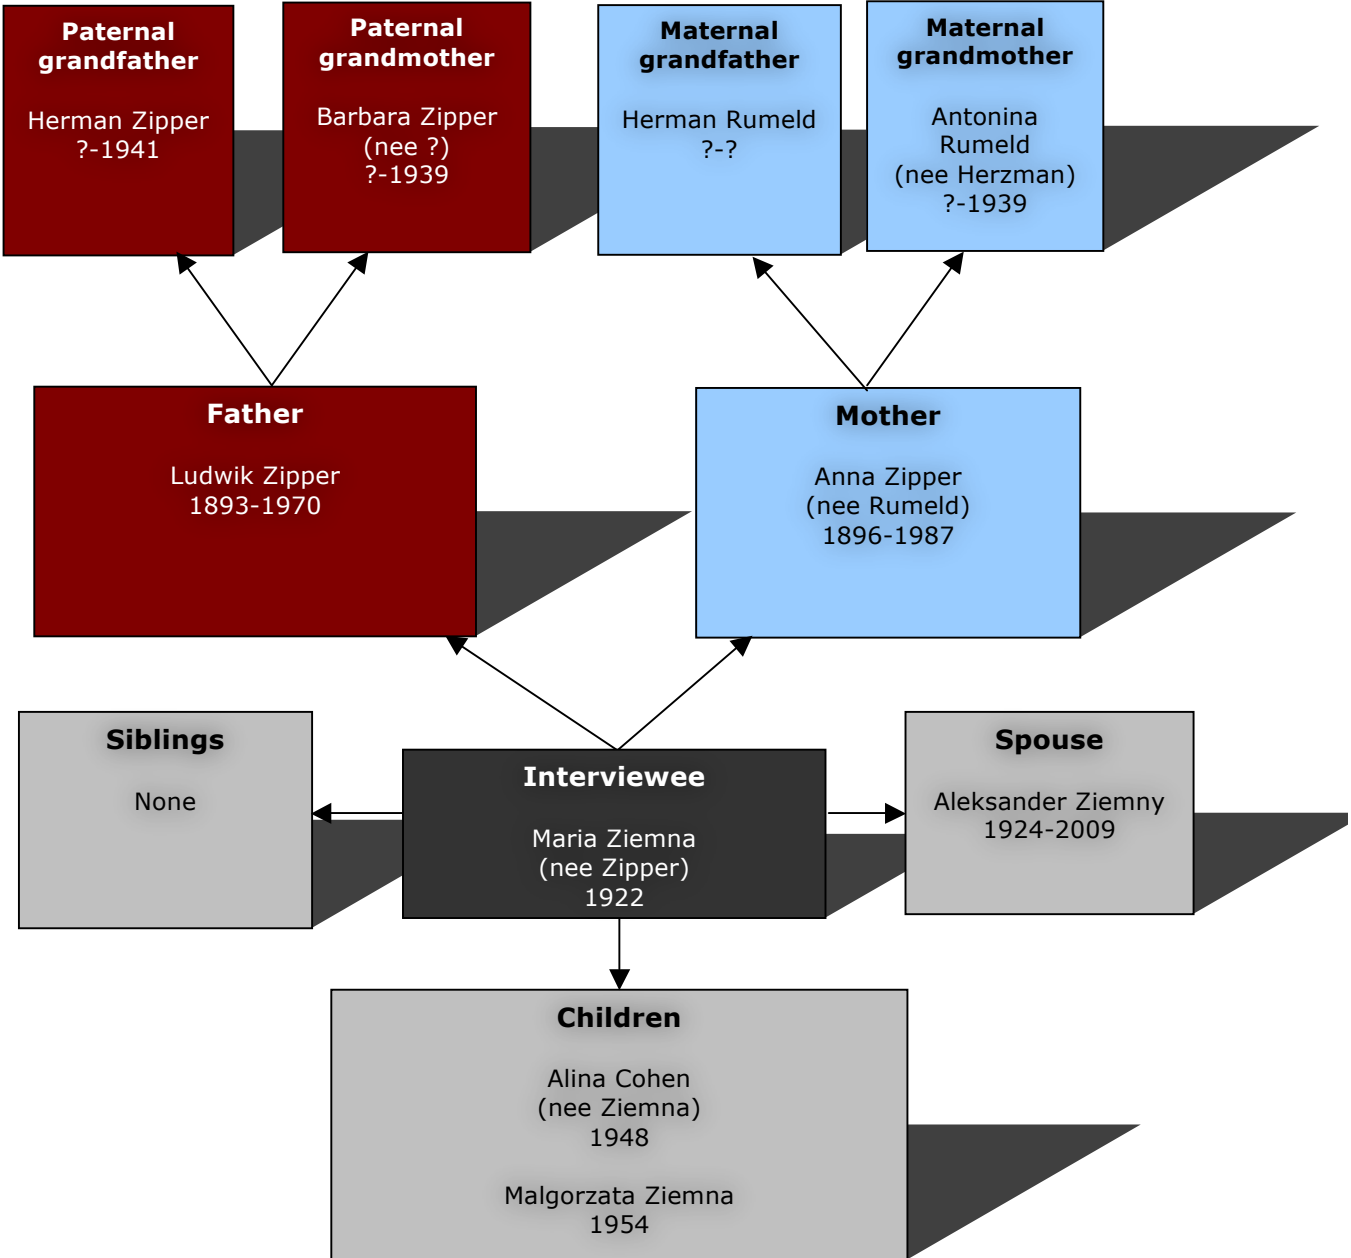 Paternal
grandfather
Herman Zipper
?-1941
Paternal
grandmother
Barbara Zipper
(nee ?)
?-1939
Maternal
grandfather
Herman Rumeld
?-?
Maternal
grandmother
Antonina
Rumeld
(nee Herzman)
?-1939
Father
Ludwik Zipper
1893-1970
Mother
Anna Zipper
(nee Rumeld)
1896-1987
Siblings
None
Interviewee
Maria Ziemna
(nee Zipper)
1922
Spouse
Aleksander Ziemny
1924-2009
Children
Alina Cohen
(nee Ziemna)
1948
Malgorzata Ziemna
1954